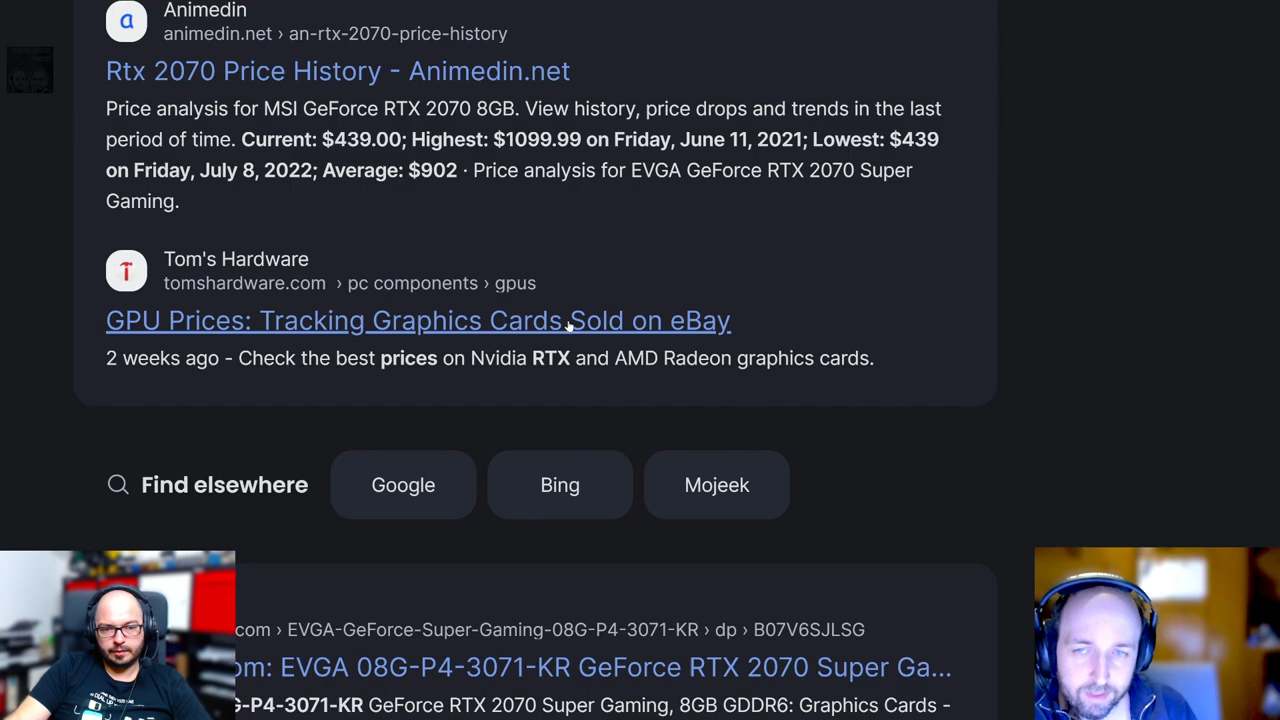 Animedin
animedin.net › an-rtx-2070-price-history
Rtx 2070 Price History - Animedin.net
Price analysis for MSI GeForce RTX 2070 8GB. View history, price drops and trends in the last
period of time. Current: $439.00; Highest: $1099.99 on Friday, June 11, 2021; Lowest: $439
on Friday, July 8, 2022; Average: $902 · Price analysis for EVGA GeForce RTX 2070 Super
Gaming.
Tom's Hardware
tomshardware.com › pc components › gpus
GPU Prices: Tracking Graphics Cards Sold on eBay
2 weeks ago - Check the best prices on Nvidia RTX and AMD Radeon graphics cards.
Find elsewhere
Google
Bing
Mojeek
com › EVGA-GeForce-Super-Gaming-08G-P4-3071-KR › dp › B07V6SJLSG
om: EVGA 08G-P4-3071-KR GeForce RTX 2070 Super Ga...
G-P4-3071-KR GeForce RTX 2070 Super Gaming, 8GB GDDR6: Graphics Cards -